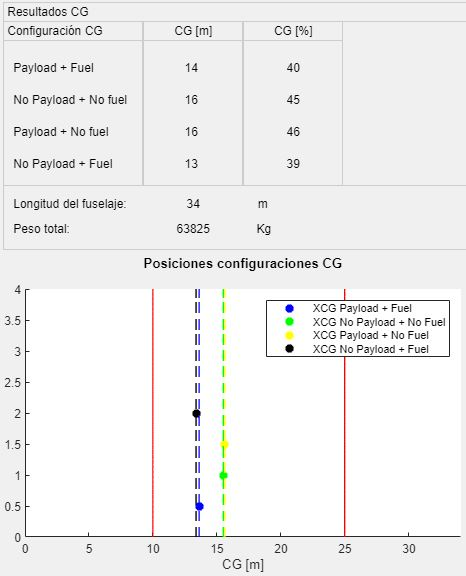 Resultados CG
Configuración CG CG [m] CG [%]
Payload + Fuel 14 40
No Payload + No fuel 16 45
Payload + No fuel 16 46
No Payload + Fuel 13 39
Longitud del fuselaje: 34 m
Peso total: 63825 Kg
Posiciones configuraciones CG
4
3.5
3
2.5
2
1.5
1
0.5
0
XCG Payload + Fuel
XCG No Payload + No Fuel
XCG Payload + No Fuel
XCG No Payload + Fuel
0 5 10 15 20 25 30
CG [m]